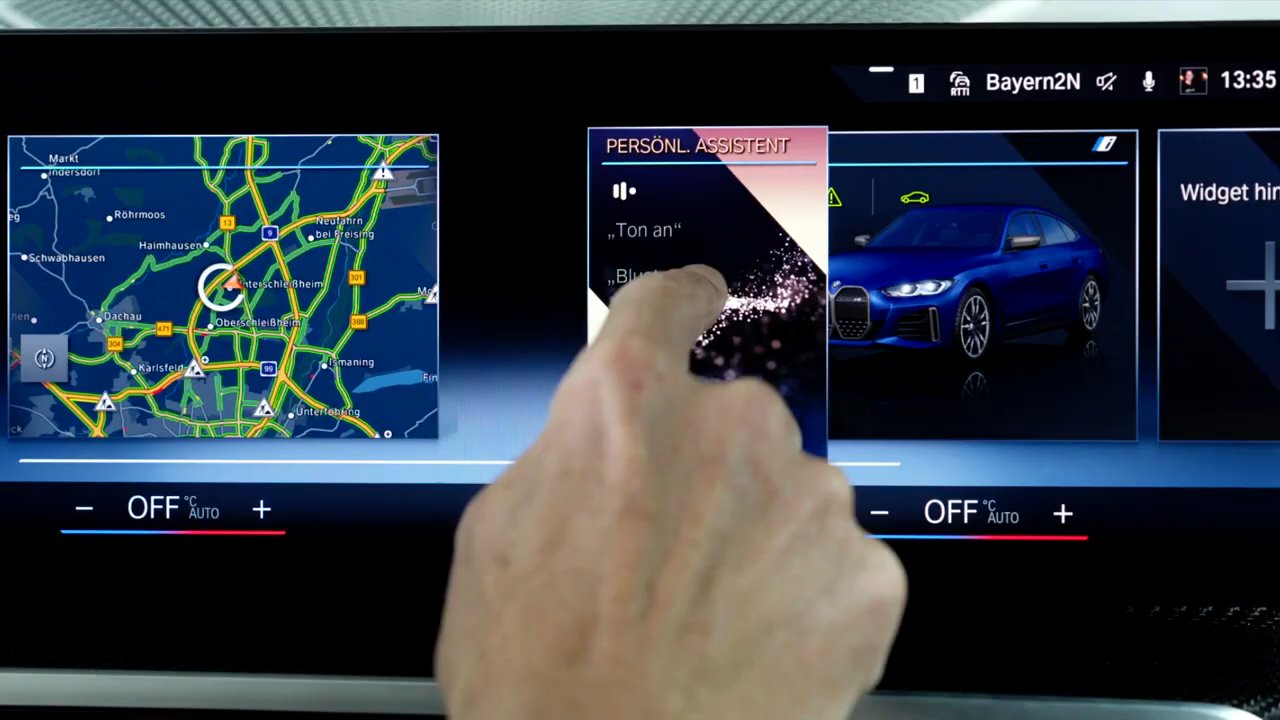 1
RTTI
Bayern2N
13:35
PERSÖNL. ASSISTENT
„Ton an“
Widget
Markt
Indersdorf
Röhrmoos
Haimhausen
Schwabhausen
Neufahrn
bei Freising
13
9
301
Unterschleißheim
Dachau
Oberschleißheim
471
388
304
Karlsfeld
99
Ismaning
Unterföhring
N
− OFF °C AUTO +
− OFF °C AUTO +